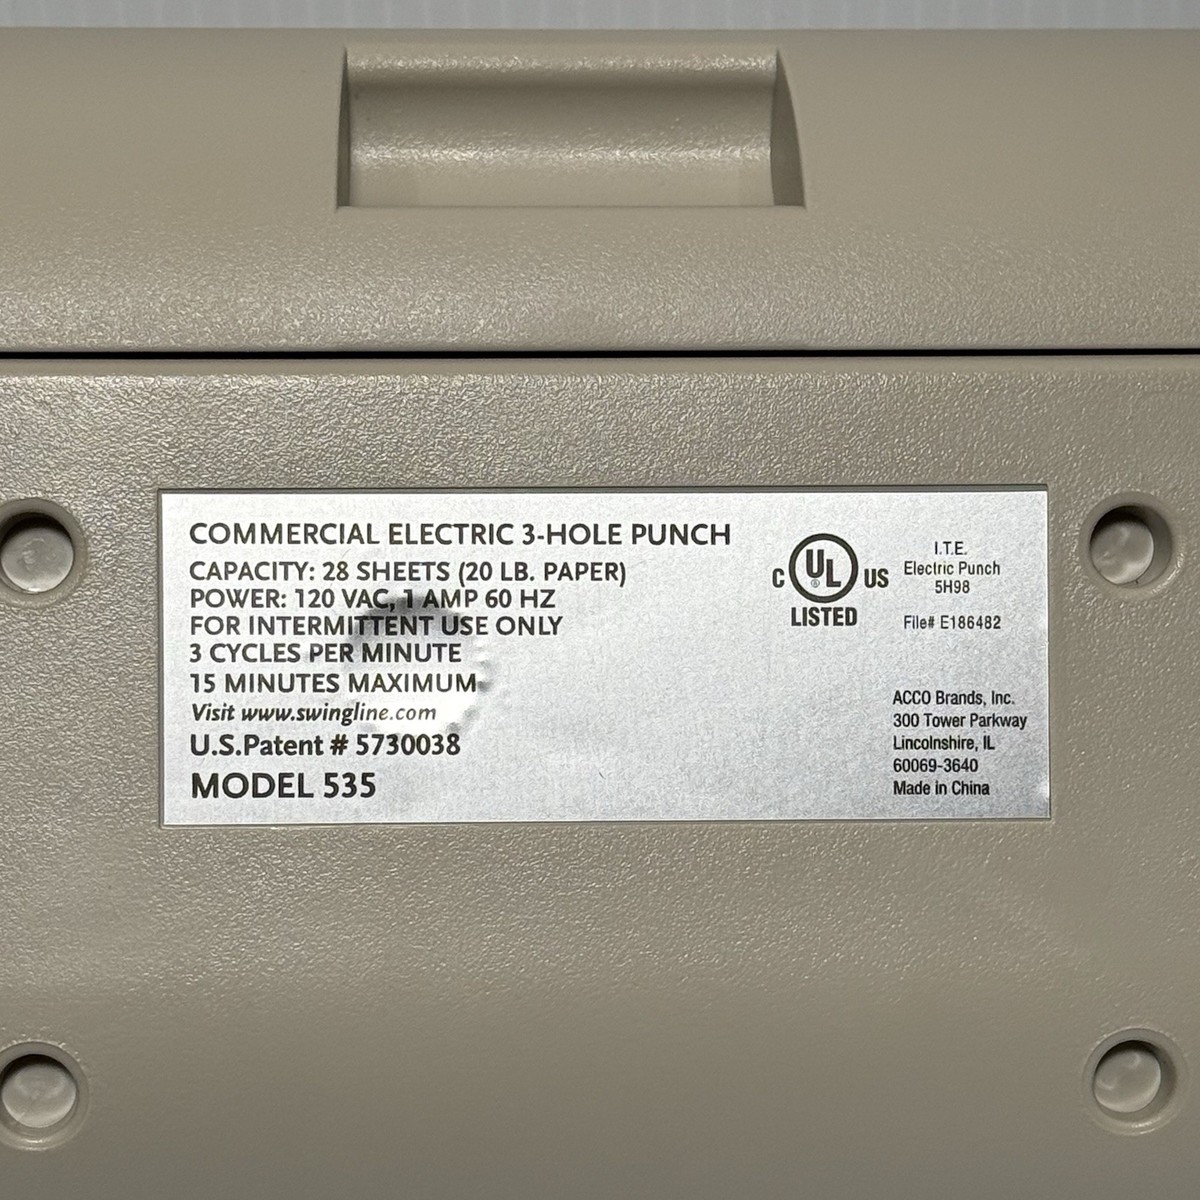 COMMERCIAL ELECTRIC 3-HOLE PUNCH
CAPACITY: 28 SHEETS (20 LB. PAPER)
POWER: 120 VAC, 1 AMP 60 HZ
FOR INTERMITTENT USE ONLY
3 CYCLES PER MINUTE
15 MINUTES MAXIMUM
Visit www.swingline.com
U.S.Patent # 5730038
MODEL 535
C UL ® US
LISTED
I.T.E.
Electric Punch
5H98
File# E186482
ACCO Brands, Inc.
300 Tower Parkway
Lincolnshire, IL
60069-3640
Made in China